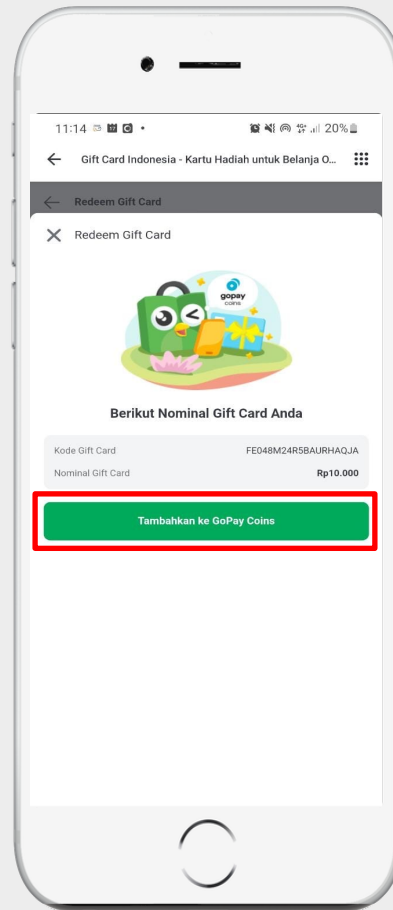 11:14
4G+ 20%
Gift Card Indonesia - Kartu Hadiah untuk Belanja O...
Redeem Gift Card
Redeem Gift Card
gopay
coins
Berikut Nominal Gift Card Anda
Kode Gift Card FE048M24R5BAURHAQJA
Nominal Gift Card Rp10.000
Tambahkan ke GoPay Coins